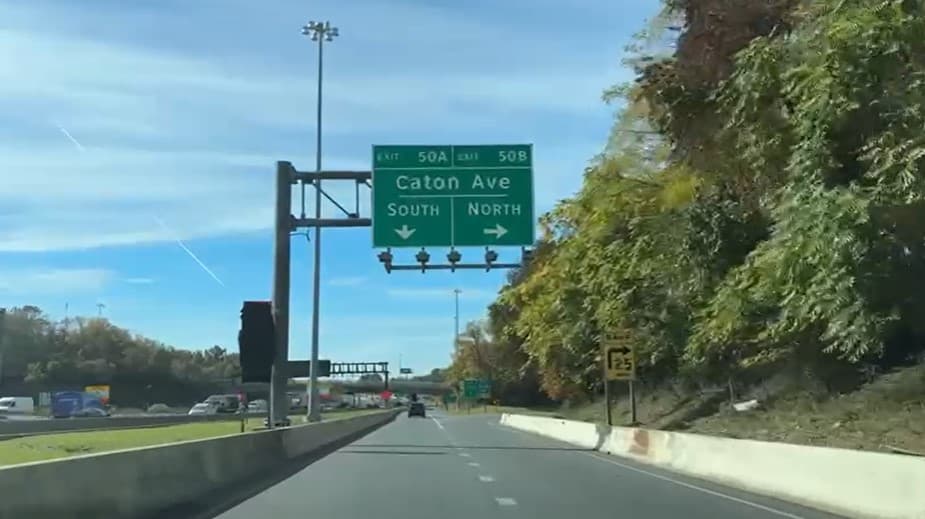 EXIT 50A EXIT 50B
Caton Ave
SOUTH NORTH
25